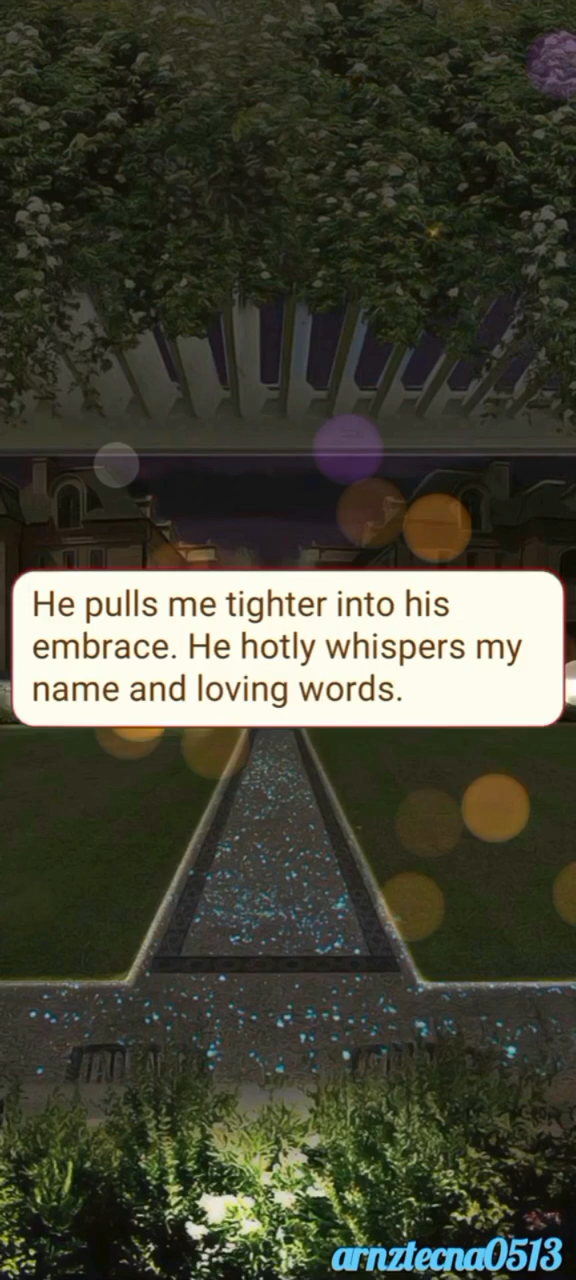 He pulls me tighter into his
embrace. He hotly whispers my
name and loving words.
arnztecna0513